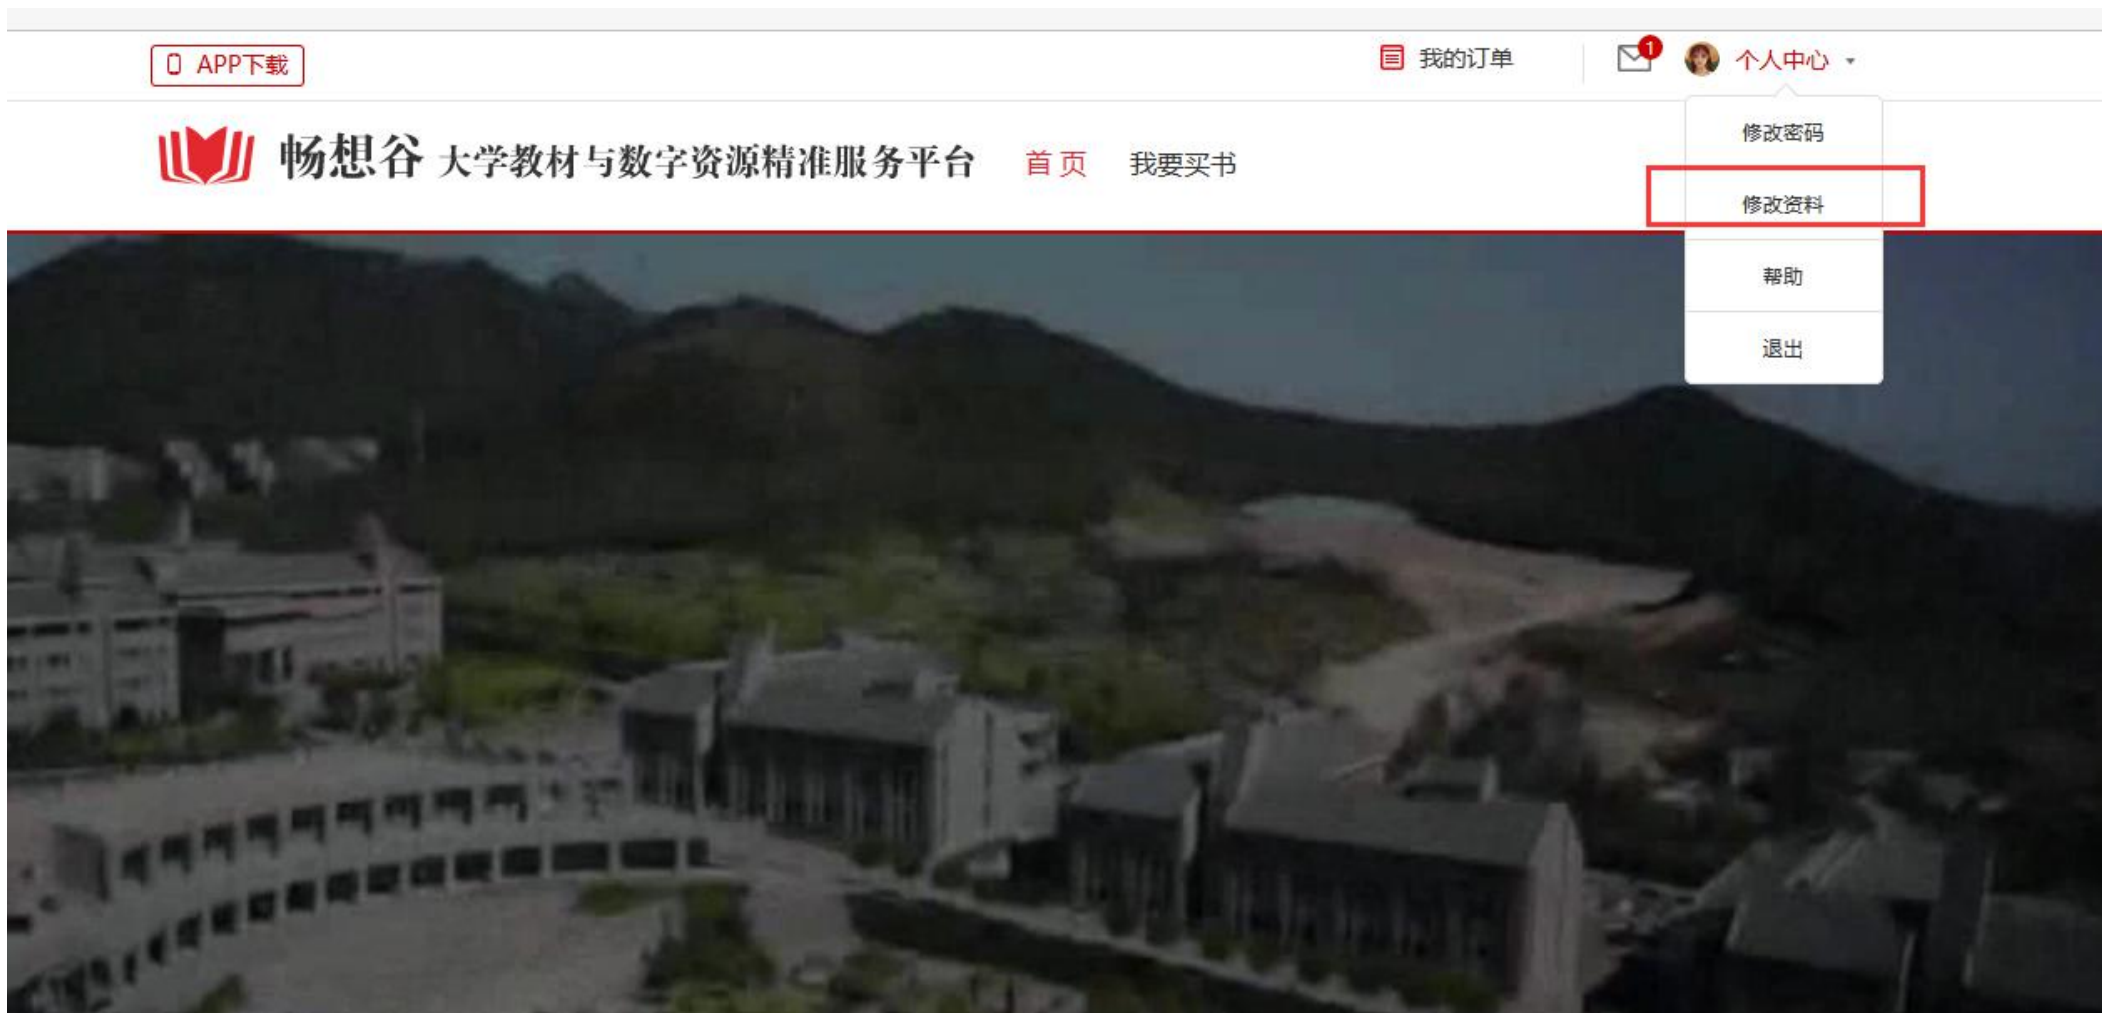 APP下载
我的订单
1
个人中心
畅想谷 大学教材与数字资源精准服务平台
首页
我要买书
修改密码
修改资料
帮助
退出